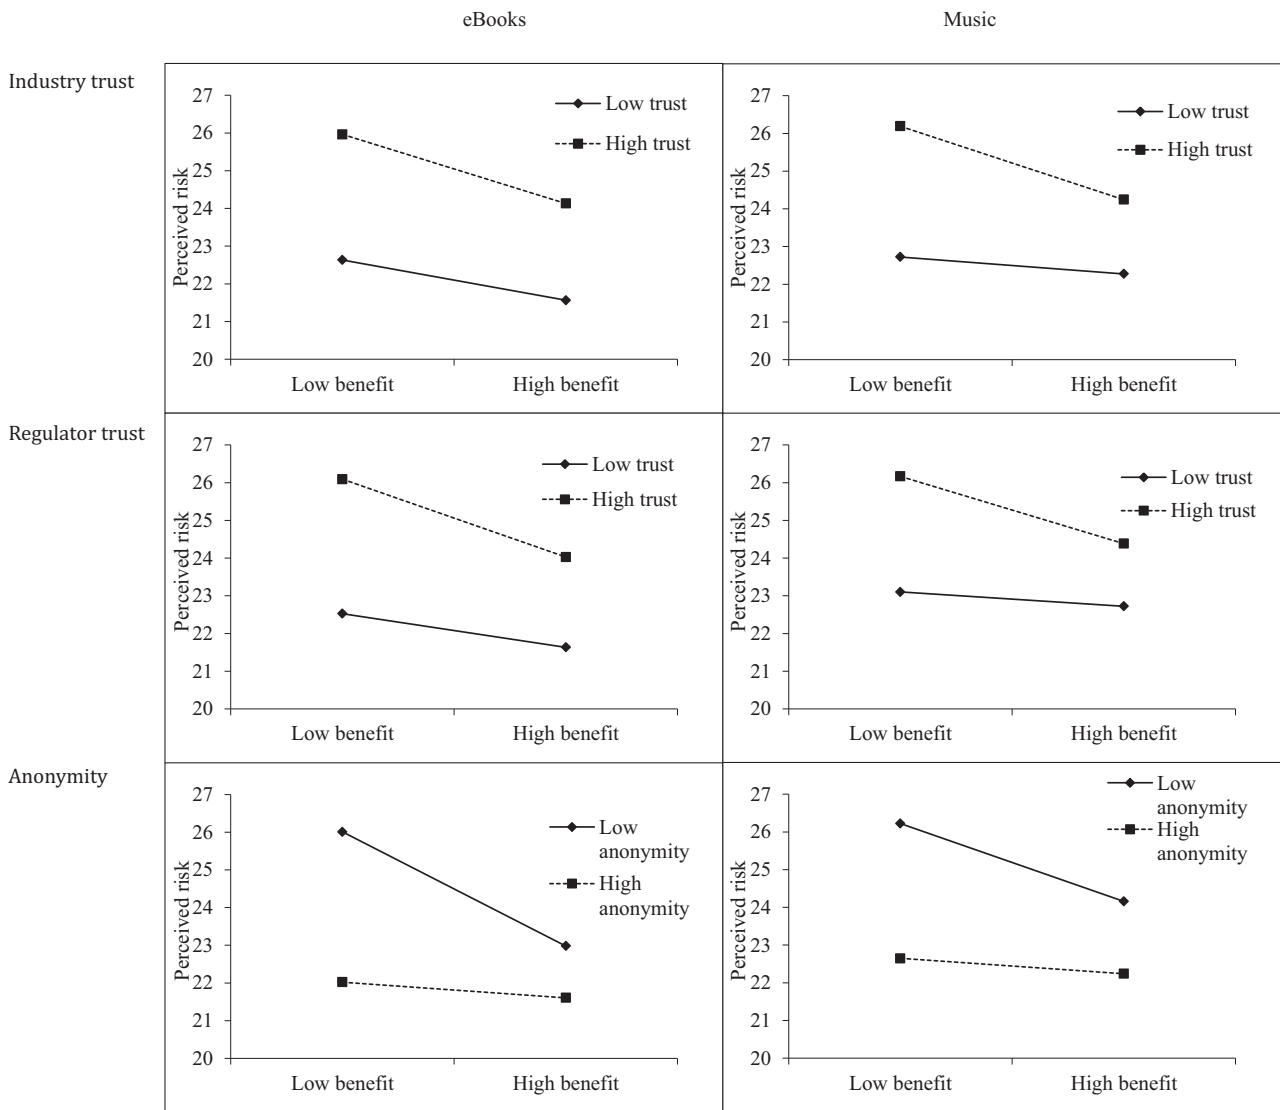 eBooks
Music
Industry trust
Perceived risk
27
26
25
24
23
22
21
20
Low benefit
High benefit
Low trust
High trust
Perceived risk
27
26
25
24
23
22
21
20
Low benefit
High benefit
Low trust
High trust
Regulator trust
Perceived risk
27
26
25
24
23
22
21
20
Low benefit
High benefit
Low trust
High trust
Perceived risk
27
26
25
24
23
22
21
20
Low benefit
High benefit
Low trust
High trust
Anonymity
Perceived risk
27
26
25
24
23
22
21
20
Low benefit
High benefit
Low
anonymity
High
anonymity
Perceived risk
27
26
25
24
23
22
21
20
Low benefit
High benefit
Low
anonymity
High
anonymity